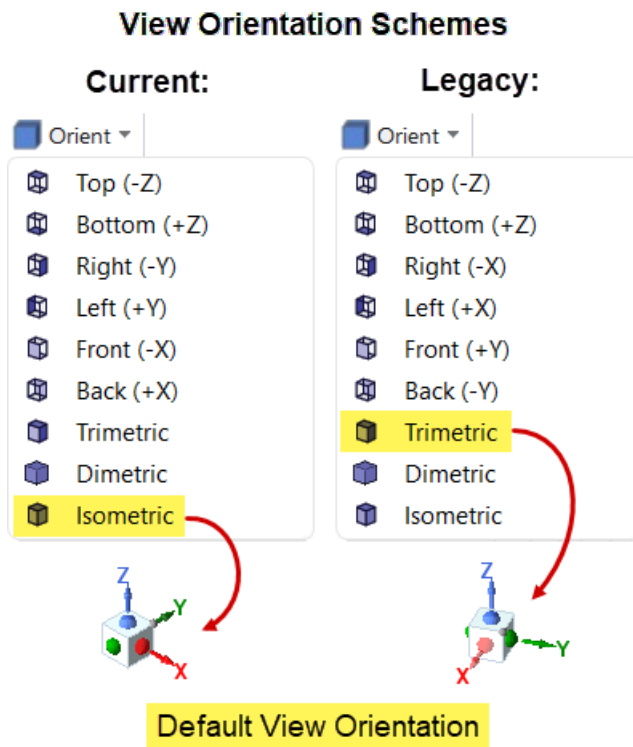 View Orientation Schemes
Current:
Orient
Top (-Z)
Bottom (+Z)
Right (-Y)
Left (+Y)
Front (-X)
Back (+X)
Trimetric
Dimetric
Isometric
Z
Y
X
Legacy:
Orient
Top (-Z)
Bottom (+Z)
Right (-X)
Left (+X)
Front (+Y)
Back (-Y)
Trimetric
Dimetric
Isometric
Z
Y
X
Default View Orientation